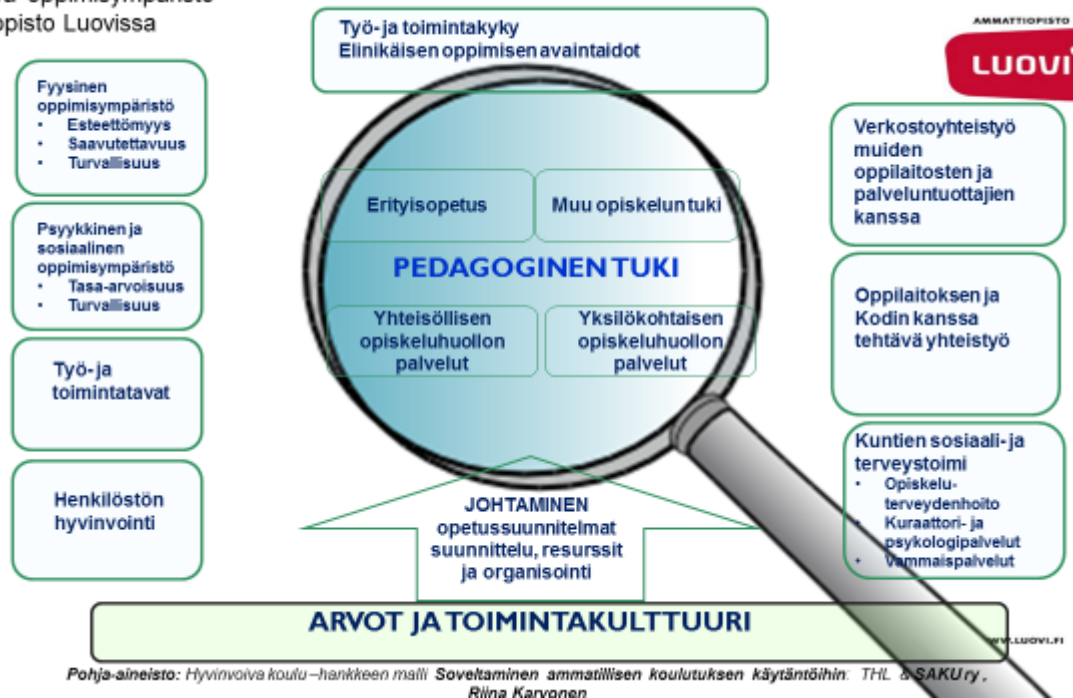 oppimisympäristö
opisto Luovissa
Työ-ja toimintakyky
Elinikäisen oppimisen avaintaidot
AMMATTIOPISTO
LUOVI
Fyysinen
oppimisympäristö
• Esteettömyys
• Saavutettavuus
• Turvallisuus
Psyykkinen ja
sosiaalinen
oppimisympäristö
• Tasa-arvoisuus
• Turvallisuus
Työ-ja
toimintatavat
Henkilöstön
hyvinvointi
Erityisopetus
Muu opiskelun tuki
PEDAGOGINEN TUKI
Yhteisöllisen
opiskeluhuollon
palvelut
Yksilökohtaisen
opiskeluhuollon
palvelut
JOHTAMINEN
opetussuunnitelmat
suunnittelu, resurssit
ja organisointi
Verkostoyhteistyö
muiden
oppilaitosten ja
palveluntuottajien
kanssa
Oppilaitoksen ja
Kodin kanssa
tehtävä yhteistyö
Kuntien sosiaali- ja
terveystoimi
• Opiskelu-
terveydenhoito
• Kuraattori- ja
psykologipalvelut
• Vammaispalvelut
ARVOT JA TOIMINTAKULTTUURI
WWW.LUOVI.FI
Pohja-aineisto: Hyvinvoiva koulu –hankkeen malli Soveltaminen ammatillisen koulutuksen käytäntöihin: THL & SAKU ry,
Riina Karvonen